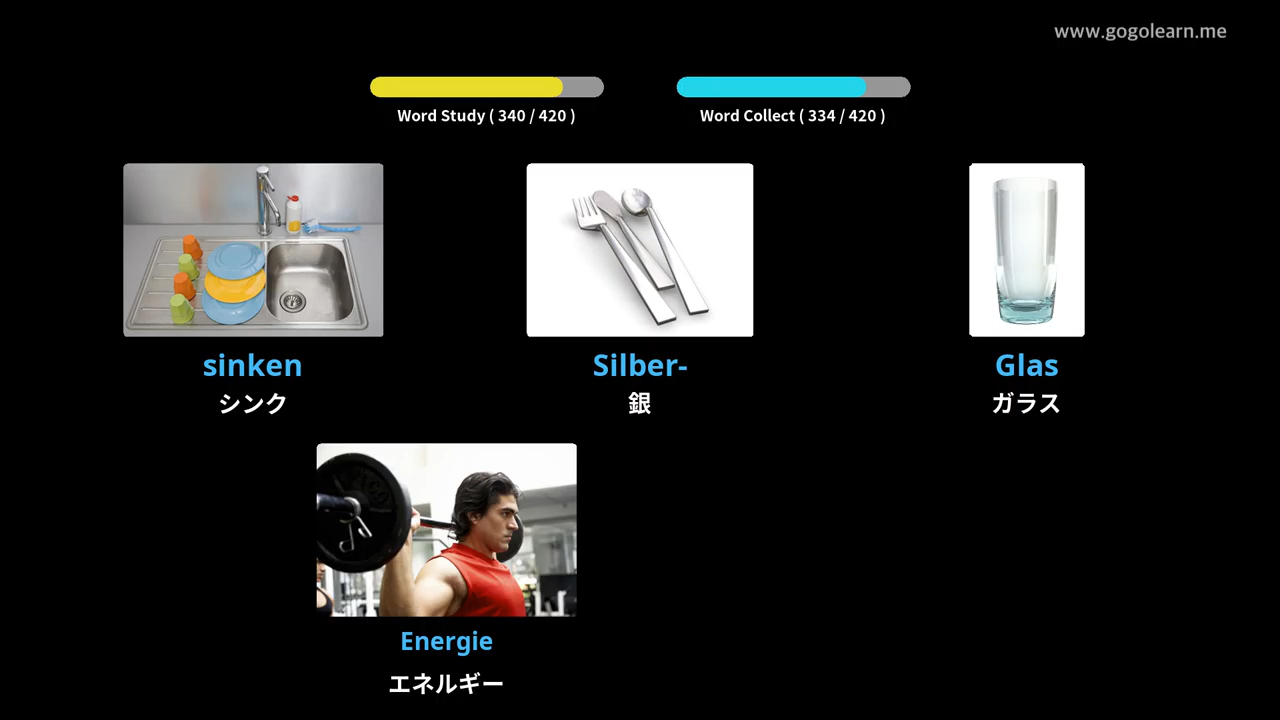 www.gogolearn.me
Word Study ( 340 / 420 )
Word Collect ( 334 / 420 )
sinken
シンク
Silber-
銀
Glas
ガラス
Energie
エネルギー